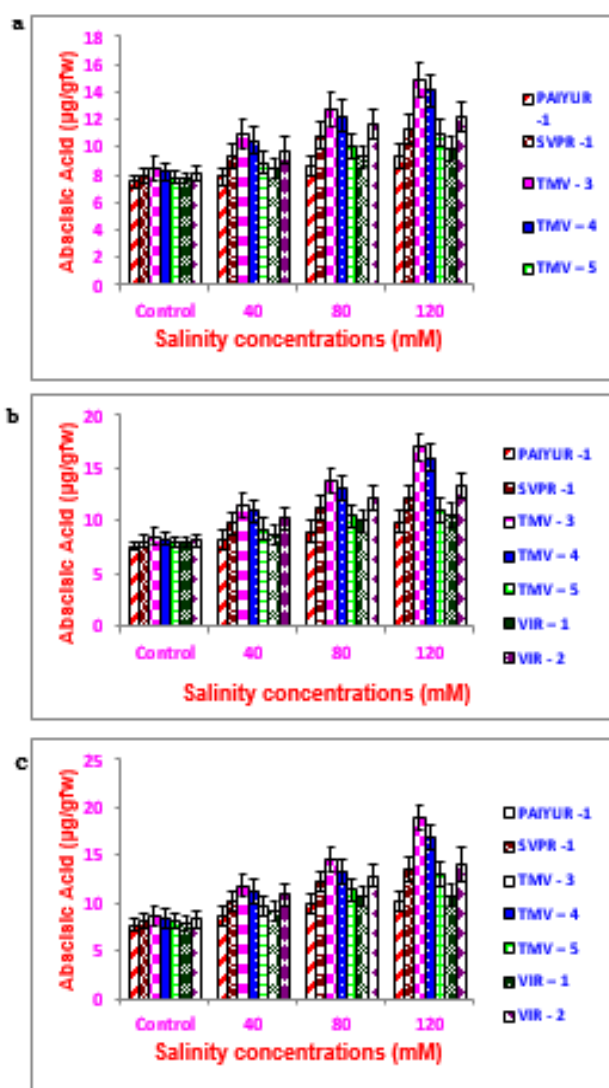 a
Abscisic Acid (µg/gfw)
18
16
14
12
10
8
6
4
2
0
Control 40 80 120
Salinity concentrations (mM)
PAIYUR
-1
SVPR -1
TMV - 3
TMV – 4
TMV – 5
b
Abscisic Acid (µg/gfw)
20
15
10
5
0
Control 40 80 120
Salinity concentrations (mM)
PAIYUR -1
SVPR -1
TMV - 3
TMV – 4
TMV – 5
VIR – 1
VIR - 2
c
Abscisic Acid (µg/gfw)
25
20
15
10
5
0
Control 40 80 120
Salinity concentrations (mM)
PAIYUR -1
SVPR -1
TMV - 3
TMV – 4
TMV – 5
VIR – 1
VIR - 2